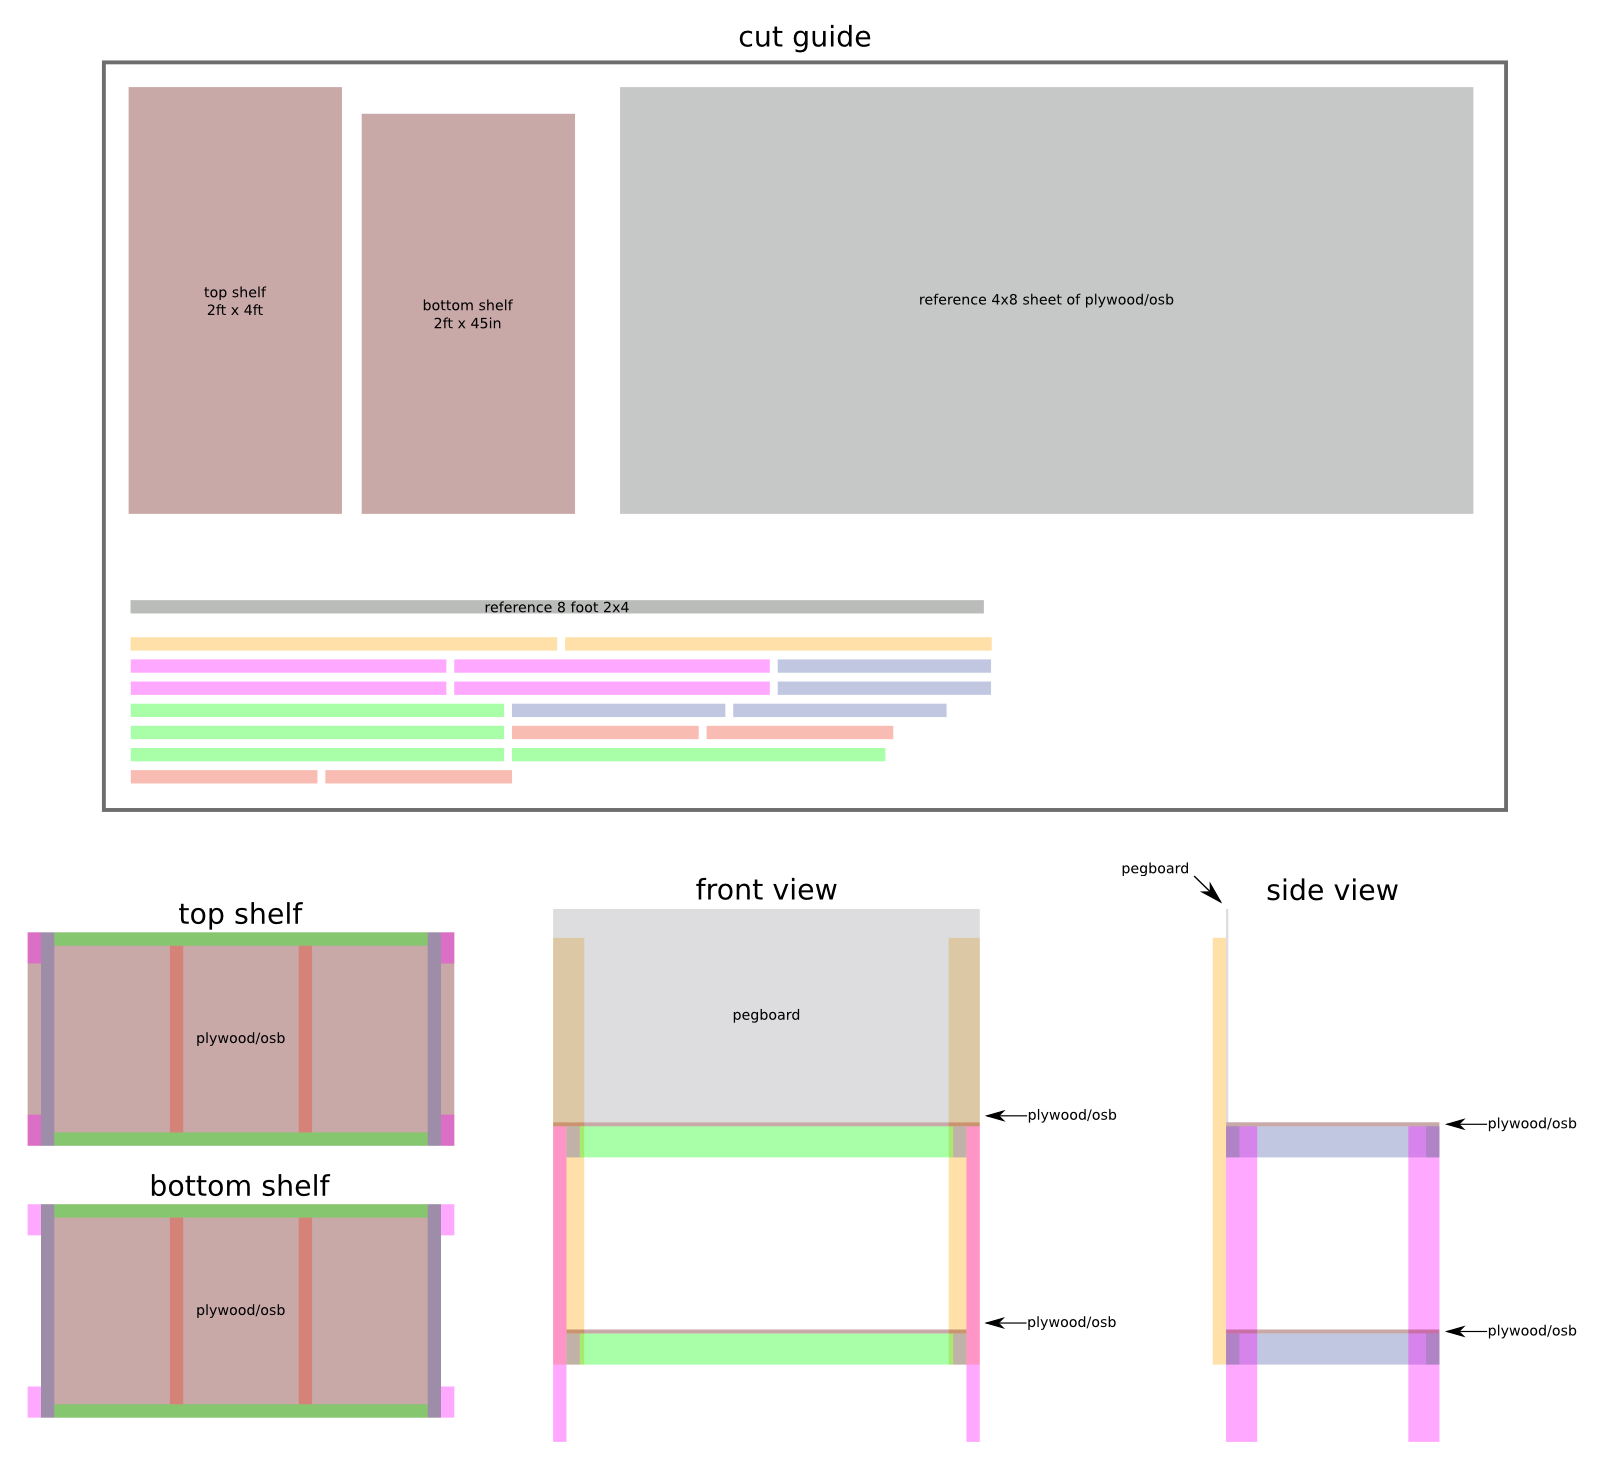 cut guide
top shelf
2ft x 4ft
bottom shelf
2ft x 45in
reference 4x8 sheet of plywood/osb
reference 8 foot 2x4
top shelf
plywood/osb
bottom shelf
plywood/osb
front view
pegboard
plywood/osb
plywood/osb
pegboard
side view
plywood/osb
plywood/osb